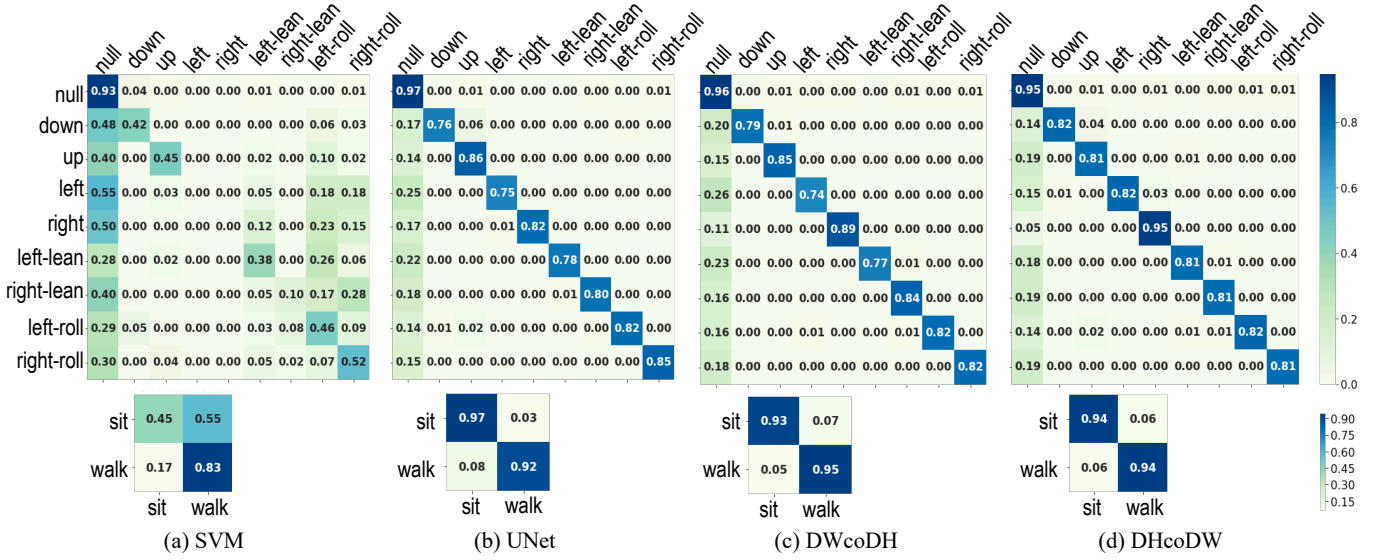 null down up left right left-lean right-lean left-roll right-roll null down up left right left-lean right-lean left-roll right-roll null down up left right left-lean right-lean left-roll right-roll null down up left right left-lean right-lean left-roll right-roll
null 0.93 0.04 0.00 0.00 0.00 0.01 0.00 0.01 0.01 0.97 0.00 0.01 0.00 0.00 0.00 0.00 0.00 0.01 0.96 0.00 0.01 0.00 0.00 0.01 0.00 0.00 0.01 0.95 0.00 0.01 0.00 0.01 0.01 0.00 0.01 0.01
down 0.48 0.42 0.00 0.00 0.00 0.00 0.00 0.06 0.03 0.17 0.76 0.06 0.00 0.00 0.00 0.00 0.00 0.00 0.20 0.79 0.01 0.00 0.00 0.00 0.00 0.00 0.00 0.14 0.82 0.04 0.00 0.00 0.00 0.00 0.00 0.00 0.8
up 0.40 0.00 0.45 0.00 0.00 0.02 0.00 0.10 0.02 0.14 0.00 0.86 0.00 0.00 0.00 0.00 0.00 0.00 0.15 0.00 0.85 0.00 0.00 0.00 0.00 0.00 0.00 0.19 0.00 0.81 0.00 0.00 0.01 0.00 0.00 0.00
left 0.55 0.00 0.03 0.00 0.00 0.05 0.00 0.18 0.18 0.25 0.00 0.00 0.75 0.00 0.00 0.00 0.00 0.00 0.26 0.00 0.00 0.74 0.00 0.00 0.00 0.00 0.00 0.15 0.01 0.00 0.82 0.03 0.00 0.00 0.00 0.00 0.6
right 0.50 0.00 0.00 0.00 0.00 0.12 0.00 0.23 0.15 0.17 0.00 0.00 0.01 0.82 0.00 0.00 0.00 0.00 0.11 0.00 0.00 0.00 0.89 0.00 0.00 0.00 0.00 0.05 0.00 0.00 0.00 0.95 0.00 0.00 0.00 0.00
left-lean 0.28 0.00 0.02 0.00 0.00 0.38 0.00 0.26 0.06 0.22 0.00 0.00 0.00 0.00 0.78 0.00 0.00 0.00 0.23 0.00 0.00 0.00 0.00 0.77 0.01 0.00 0.00 0.18 0.00 0.00 0.00 0.00 0.81 0.01 0.00 0.00 0.4
right-lean 0.40 0.00 0.00 0.00 0.00 0.05 0.10 0.17 0.28 0.18 0.00 0.00 0.00 0.00 0.01 0.80 0.00 0.00 0.16 0.00 0.00 0.00 0.00 0.00 0.84 0.00 0.00 0.19 0.00 0.00 0.00 0.00 0.00 0.81 0.00 0.00
left-roll 0.29 0.05 0.00 0.00 0.00 0.03 0.08 0.46 0.09 0.14 0.01 0.02 0.00 0.00 0.00 0.00 0.82 0.00 0.16 0.00 0.00 0.01 0.00 0.00 0.01 0.82 0.00 0.14 0.00 0.02 0.00 0.00 0.01 0.01 0.82 0.00 0.2
right-roll 0.30 0.00 0.04 0.00 0.00 0.05 0.02 0.07 0.52 0.15 0.00 0.00 0.00 0.00 0.00 0.00 0.00 0.85 0.18 0.00 0.00 0.00 0.00 0.00 0.00 0.00 0.82 0.19 0.00 0.00 0.00 0.00 0.00 0.00 0.00 0.81
0.0
sit 0.45 0.55 sit 0.97 0.03 sit 0.93 0.07 sit 0.94 0.06 0.90
0.75
0.60
walk 0.17 0.83 walk 0.08 0.92 walk 0.05 0.95 walk 0.06 0.94 0.45
0.30
0.15
sit walk sit walk sit walk sit walk
(a) SVM (b) UNet (c) DWcoDH (d) DHcoDW